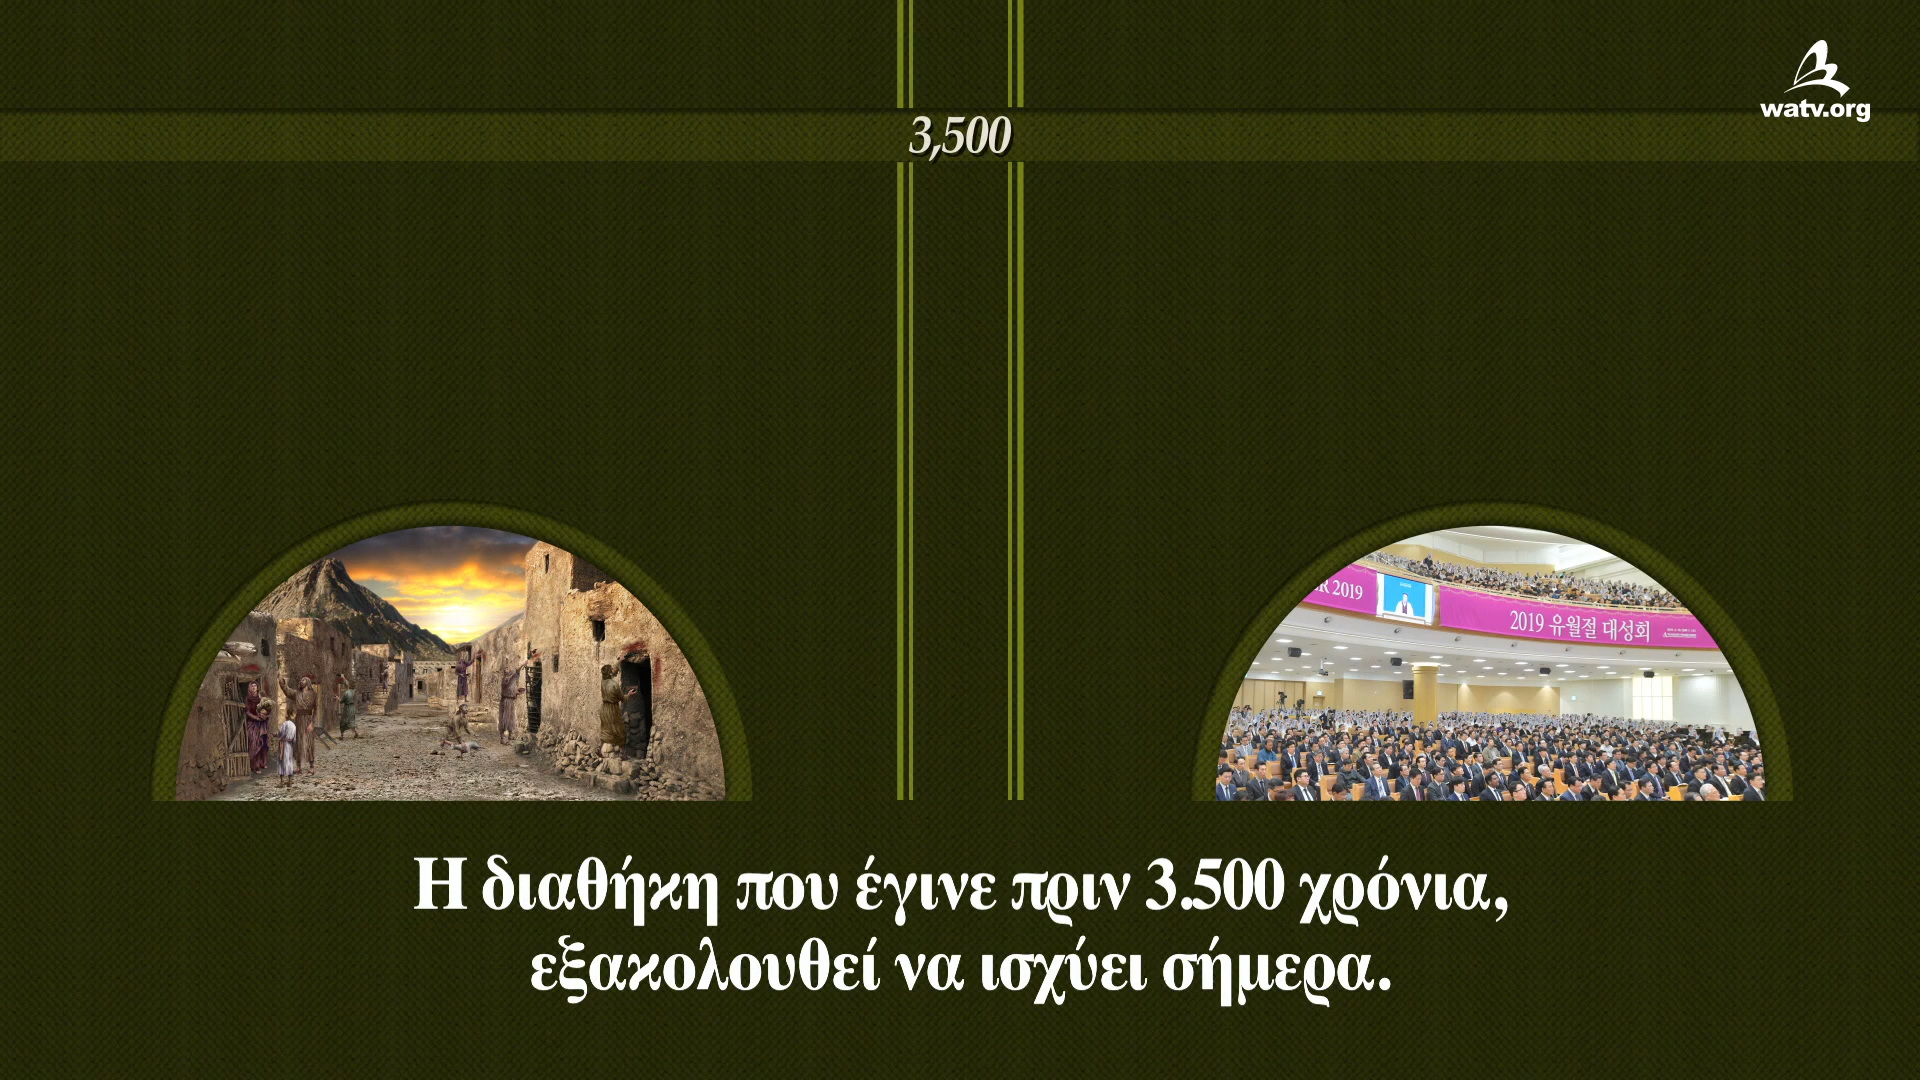 watv.org
3,500
R 2019
2019 유월절 대성회
Η διαθήκη που έγινε πριν 3.500 χρόνια,
εξακολουθεί να ισχύει σήμερα.